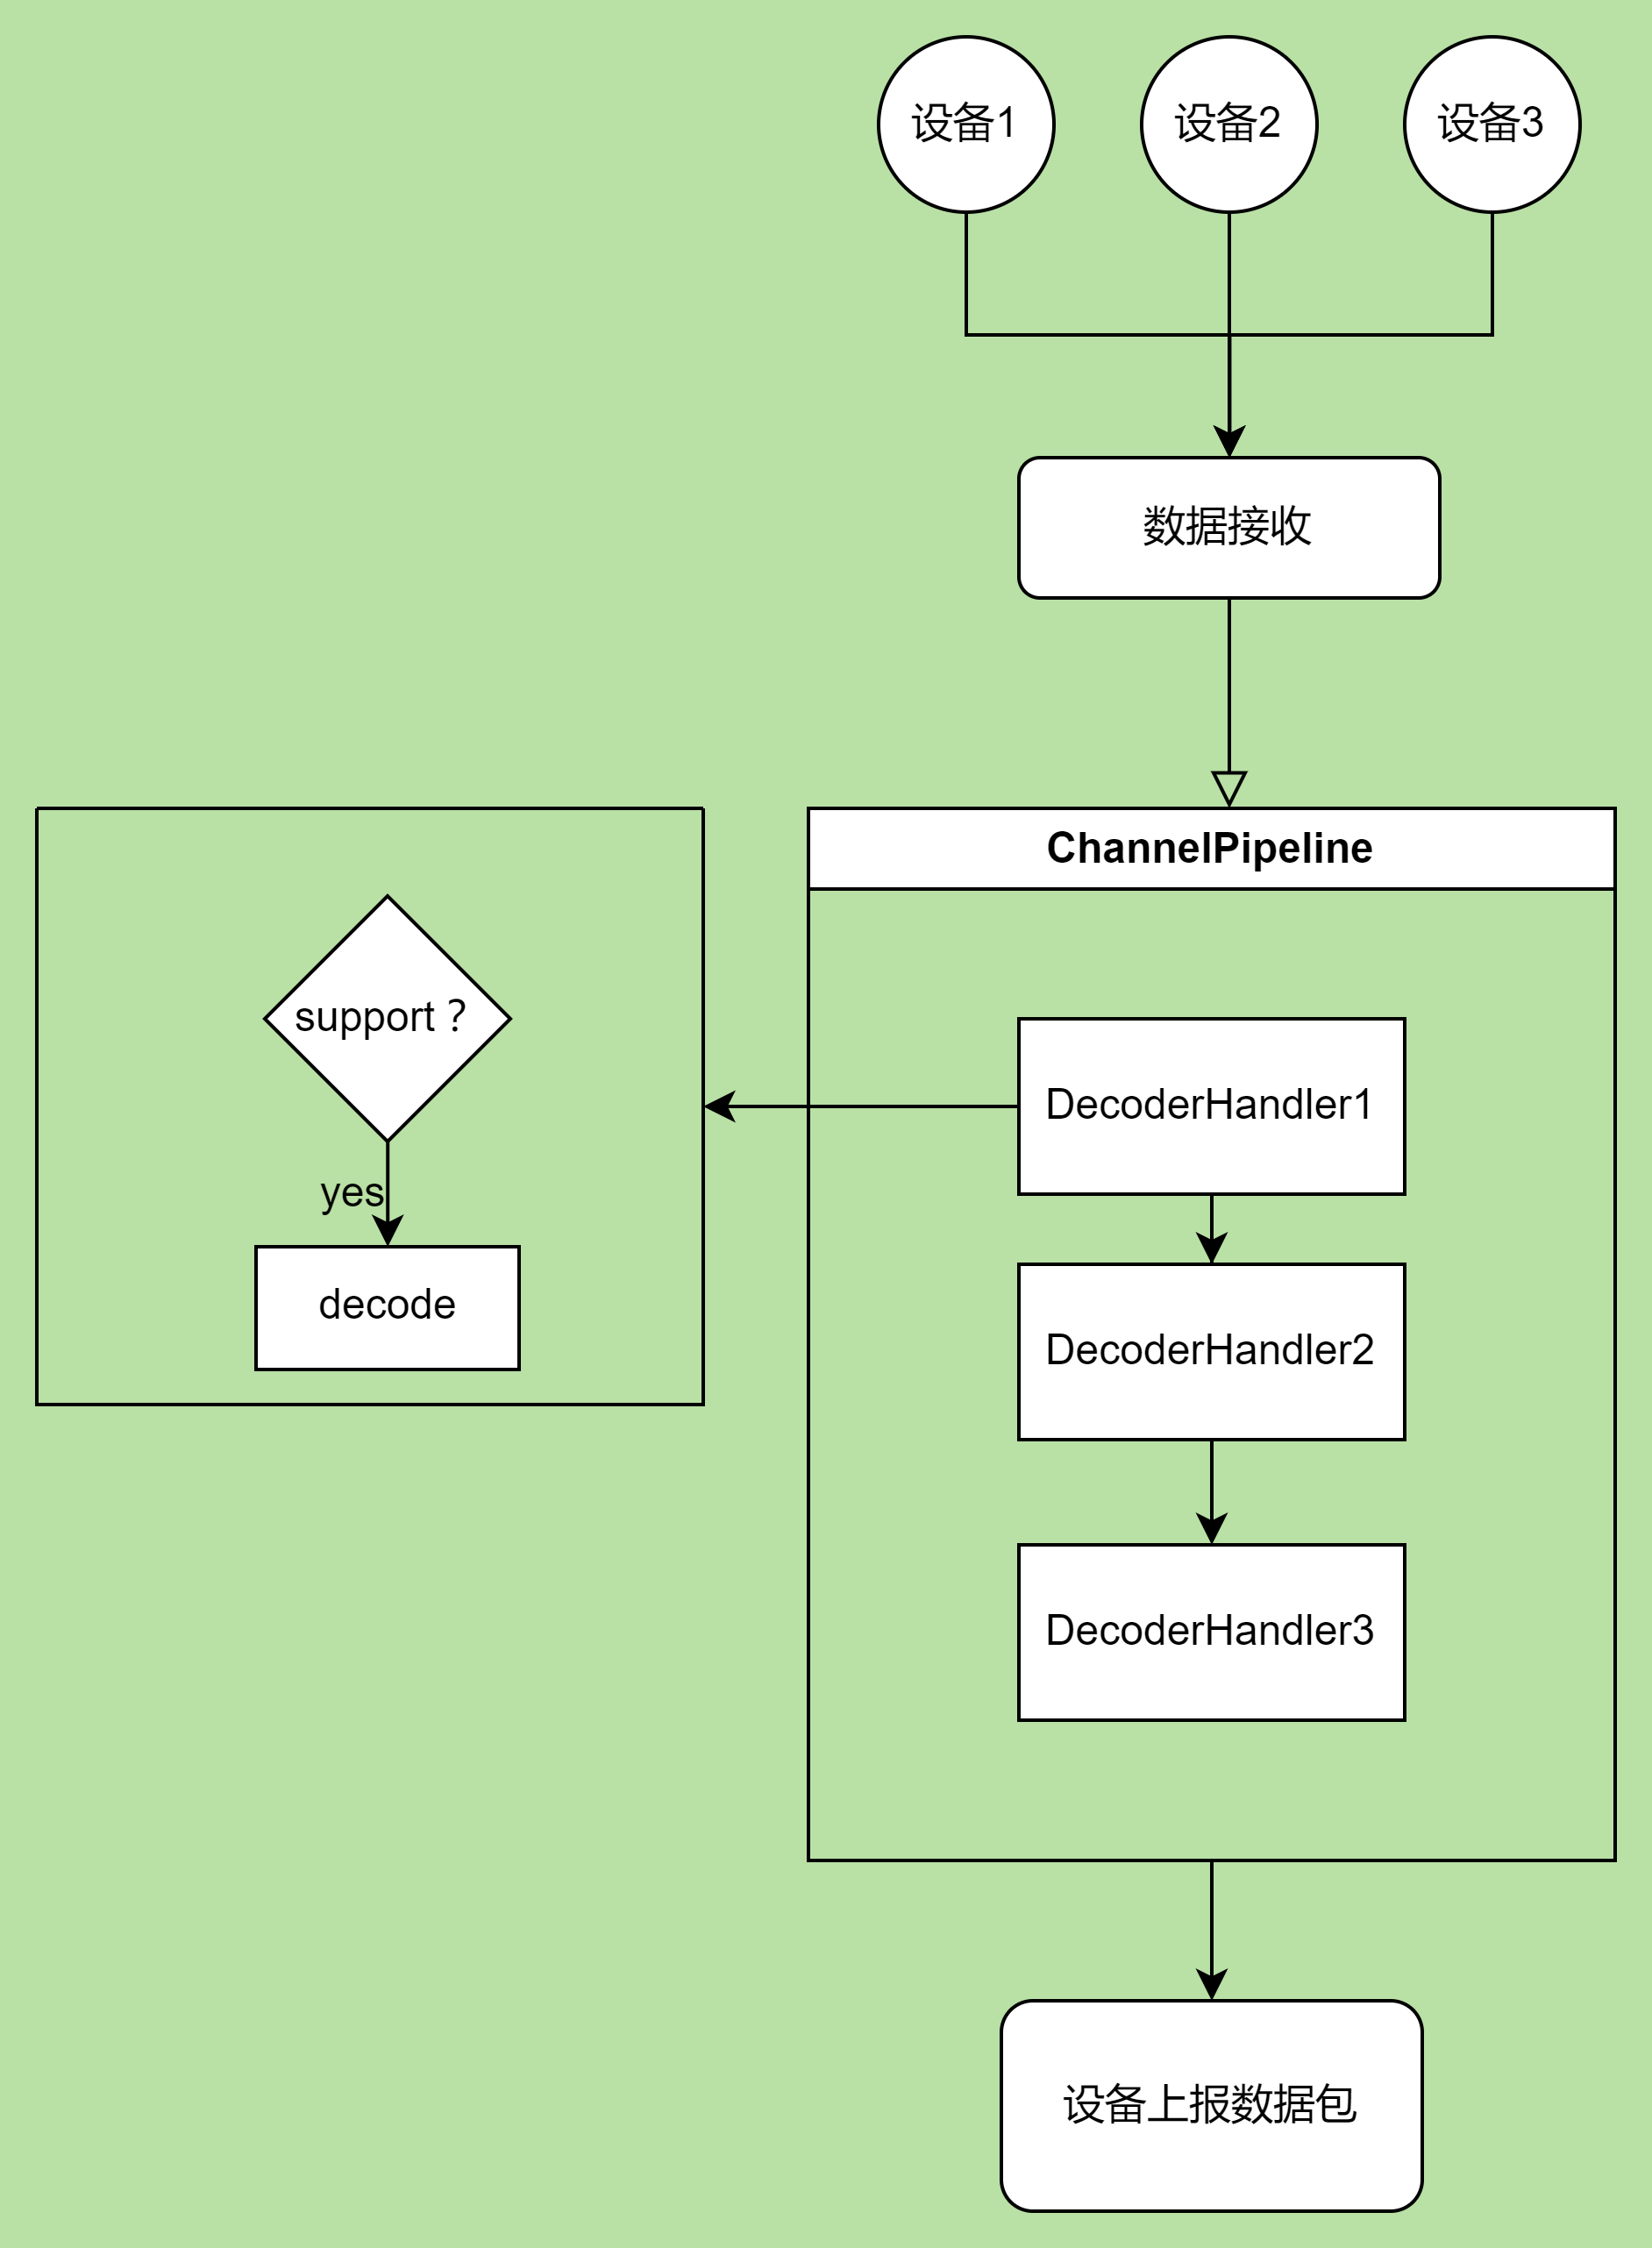 设备1
设备2
设备3
数据接收
ChannelPipeline
support？
DecoderHandler1
yes
decode
DecoderHandler2
DecoderHandler3
设备上报数据包